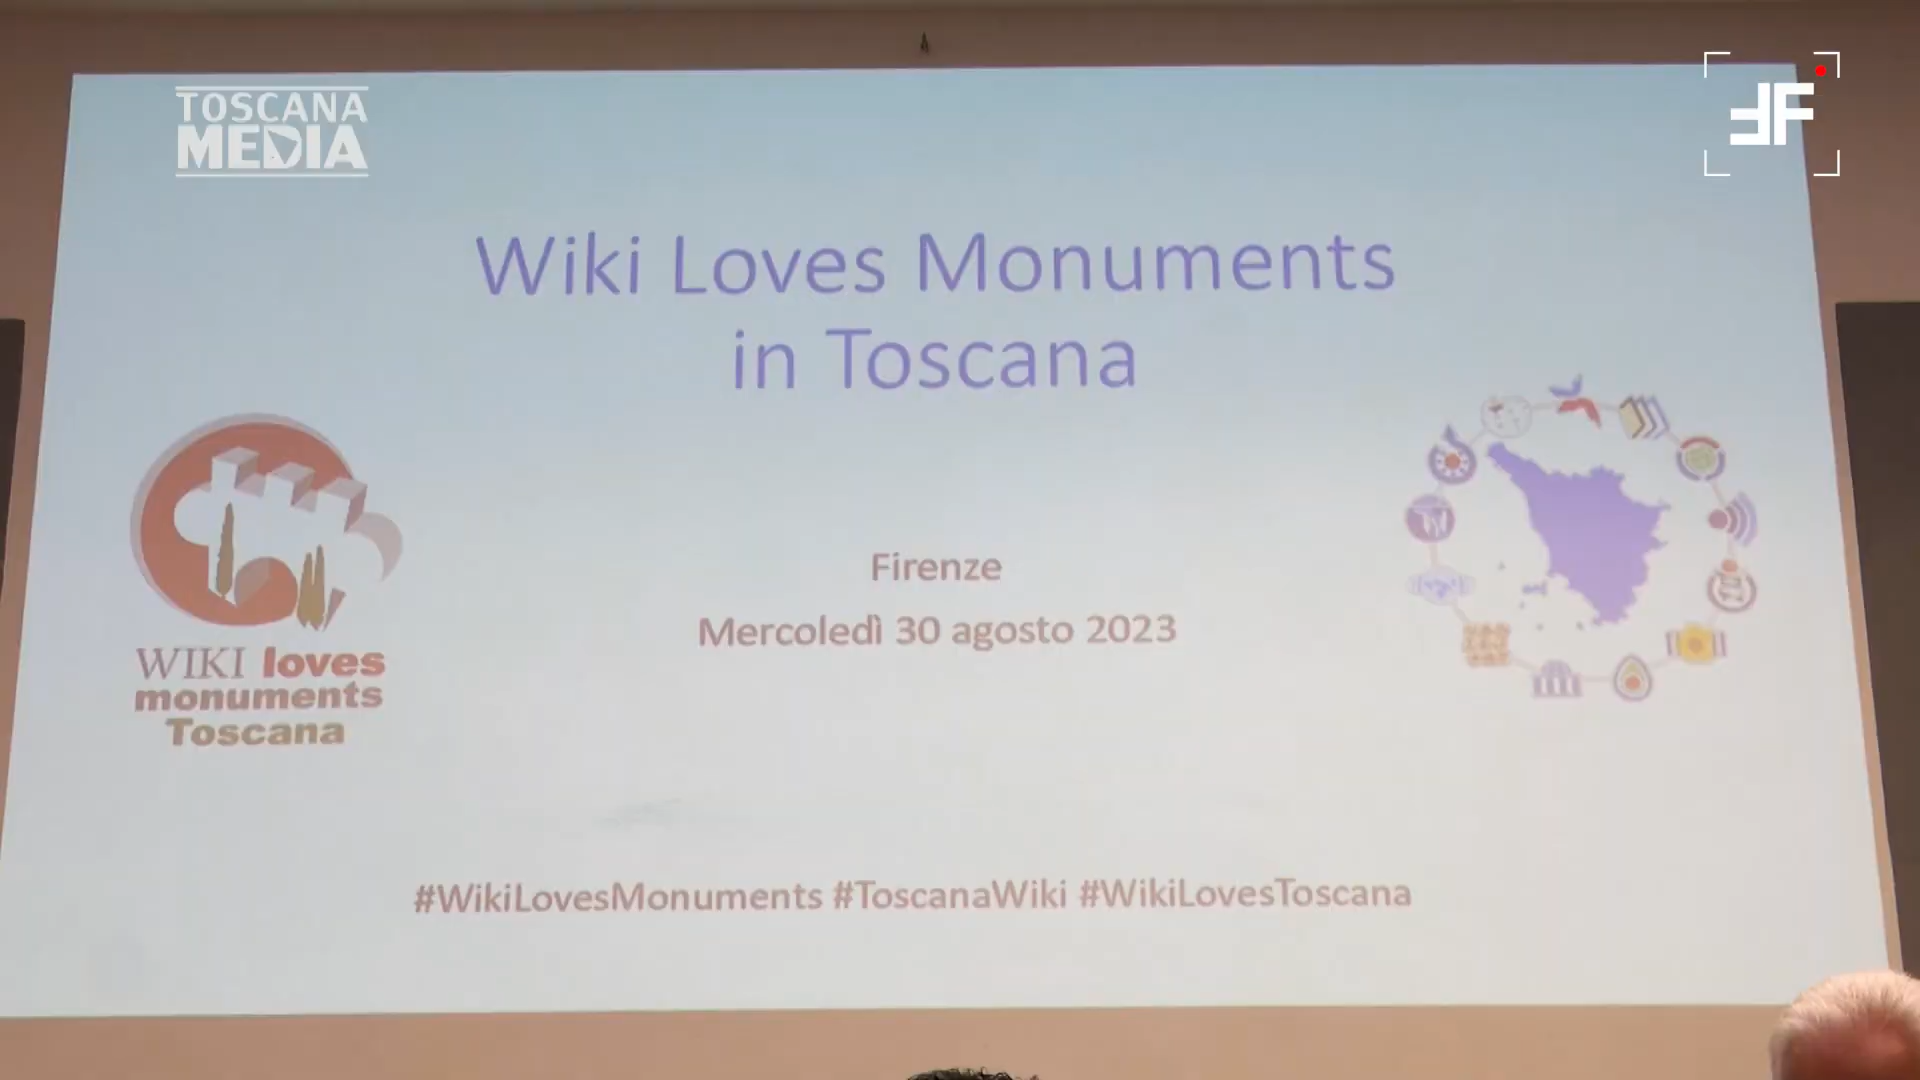 TOSCANA
MEDIA
Wiki Loves Monuments
in Toscana
Firenze
Mercoledì 30 agosto 2023
WIKI loves
monuments
Toscana
#WikiLovesMonuments #ToscanaWiki #WikiLovesToscana